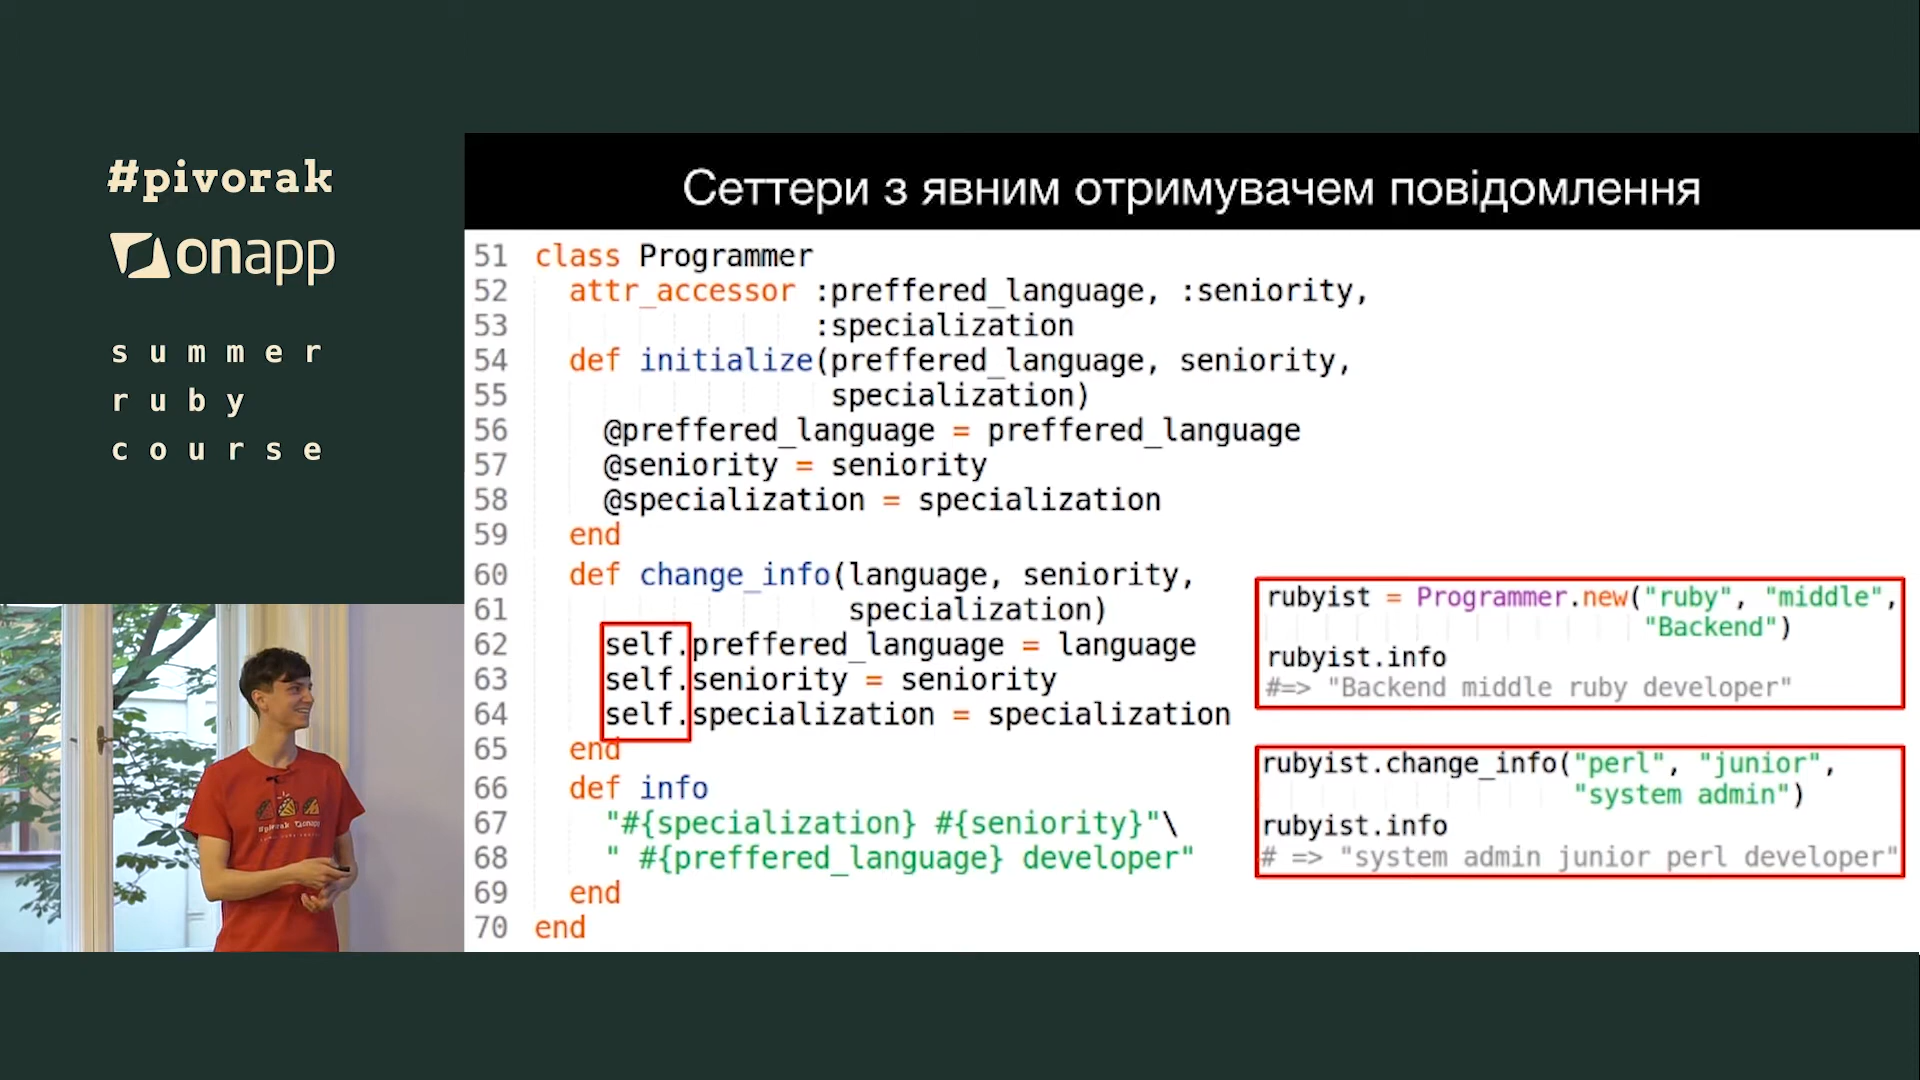 #pivorak
onapp
summer
ruby
course
Сеттери з явним отримувачем повідомлення
51 class Programmer
52 attr_accessor :preffered_language, :seniority,
53 :specialization
54 def initialize(preffered_language, seniority,
55 specialization)
56 @preffered_language = preffered_language
57 @seniority = seniority
58 @specialization = specialization
59 end
60 def change_info(language, seniority,
61 specialization)
62 self.preffered_language = language
63 self.seniority = seniority
64 self.specialization = specialization
65 end
66 def info
67 "#{specialization} #{seniority}"\
68 " #{preffered_language} developer"
69 end
70 end
rubyist = Programmer.new("ruby", "middle",
"Backend")
rubyist.info
#=> "Backend middle ruby developer"
rubyist.change_info("perl", "junior",
"system admin")
rubyist.info
# => "system admin junior perl developer"
#pivorak onapp